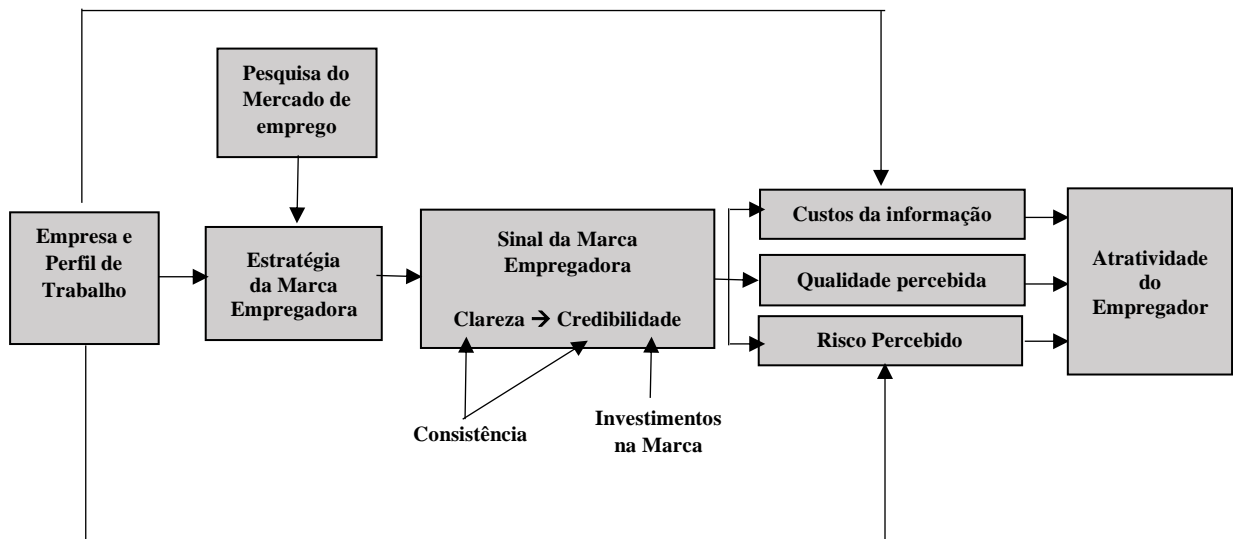 Pesquisa do
Mercado de
emprego
Empresa e
Perfil de
Trabalho
Estratégia
da Marca
Empregadora
Sinal da Marca
Empregadora
Clareza → Credibilidade
Consistência
Investimentos
na Marca
Custos da informação
Qualidade percebida
Risco Percebido
Atratividade
do
Empregador